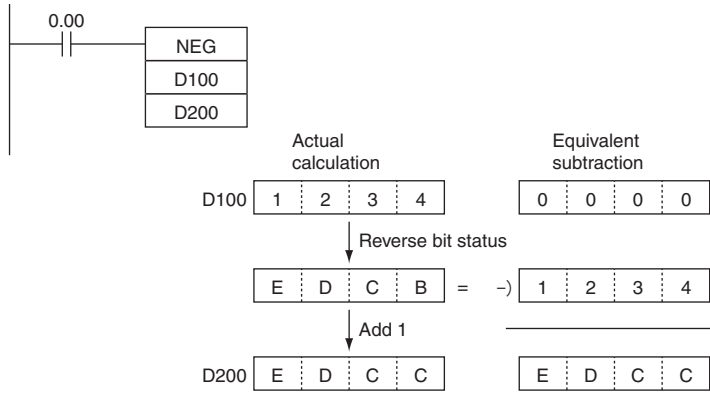 0.00
NEG
D100
D200
Actual
calculation
Equivalent
subtraction
D100 1 2 3 4 0 0 0 0
Reverse bit status
E D C B = -) 1 2 3 4
Add 1
D200 E D C C E D C C